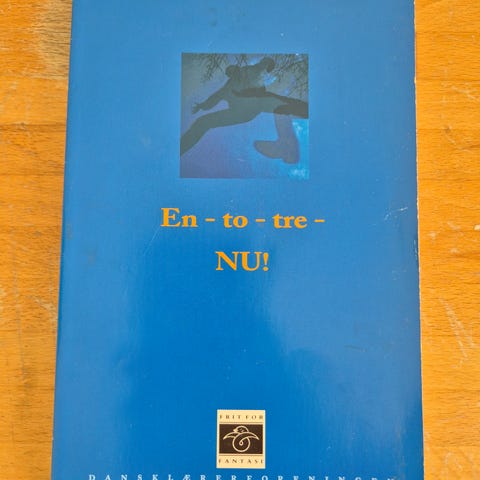 En - to - tre -
NU!
FRIT FOR
FANTASI
DANSKLÆRERFORENINGEN